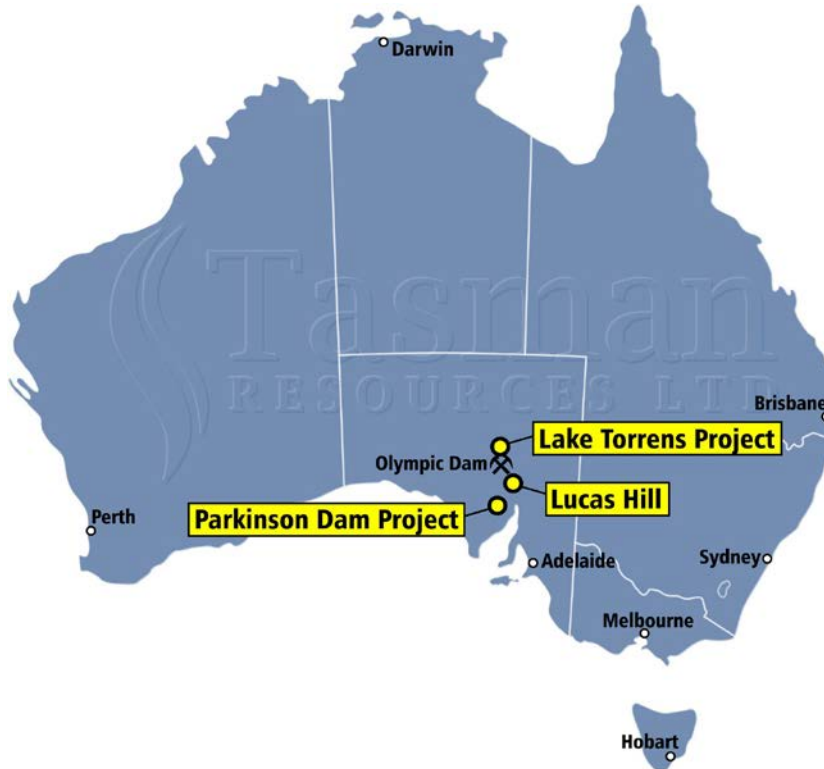 Darwin
Tasman
RESOURCES LTD
Brisbane
Lake Torrens Project
Olympic Dam
Lucas Hill
Perth
Parkinson Dam Project
Adelaide
Sydney
Melbourne
Hobart